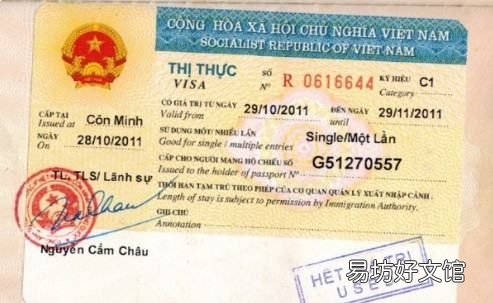 CỘNG HÒA XÃ HỘI CHỦ NGHĨA VIỆT NAM
SOCIALIST REPUBLIC OF VIET NAM
THỊ THỰC
VISA
SỐ
Nº R 0616644
KÝ HIỆU
Category C1
CẤP TẠI
Issued at Côn Minh
NGÀY
On 28/10/2011
CÓ GIÁ TRỊ TỪ NGÀY
Valid from 29/10/2011
ĐẾN NGÀY
until 29/11/2011
SỬ DỤNG MỘT/ NHIỀU LẦN
Good for single / multiple entries Single/Một Lần
CẤP CHO NGƯỜI MANG HỘ CHIẾU SỐ
Issued to the holder of passport Nº G51270557
THỜI HẠN TẠM TRÚ THEO PHÉP CỦA CƠ QUAN QUẢN LÝ XUẤT NHẬP CẢNH.
Length of stay is subject to permission by Immigration Authority.
GHI CHÚ
Annotation
TL. TLS/ Lãnh sự
Nguyễn Cẩm Châu
HẾT
USED
易坊好文馆